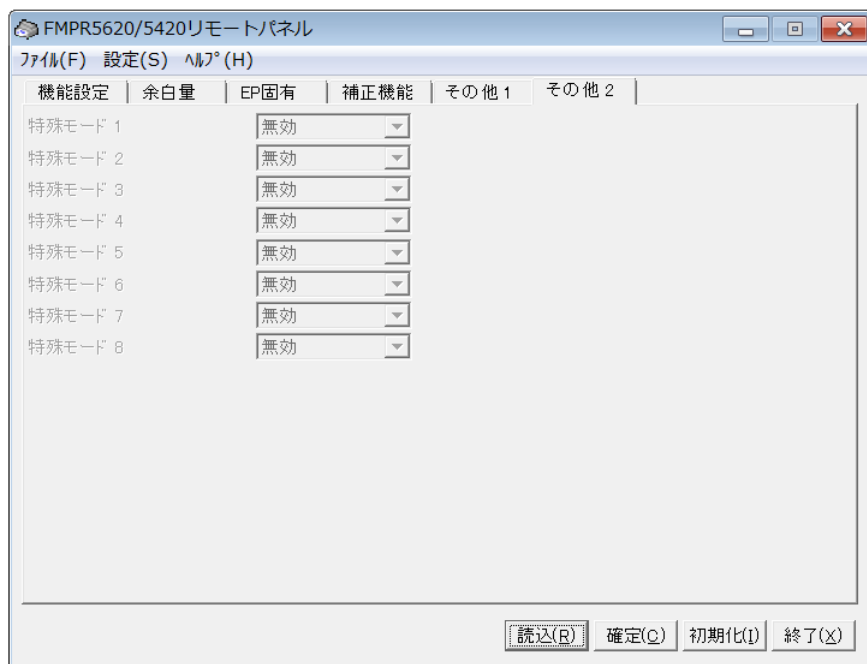 FMPR5620/5420リモートパネル
ﾌｧｲﾙ(F) 設定(S) ﾍﾙﾌﾟ(H)
機能設定 余白量 EP固有 補正機能 その他1 その他2
特殊モード 1 無効
特殊モード 2 無効
特殊モード 3 無効
特殊モード 4 無効
特殊モード 5 無効
特殊モード 6 無効
特殊モード 7 無効
特殊モード 8 無効
読込(R) 確定(C) 初期化(I) 終了(X)